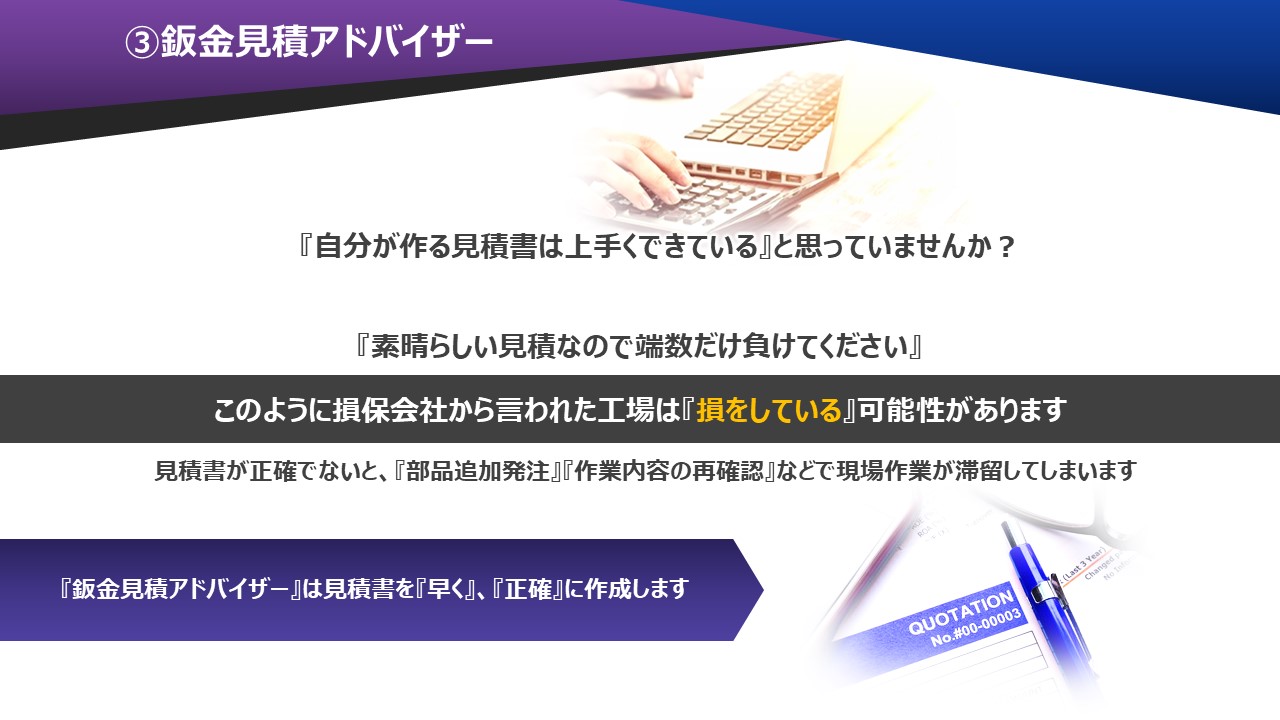 ③鈑金見積アドバイザー
『自分が作る見積書は上手くできている』と思っていませんか？
『素晴らしい見積なので端数だけ負けてください』
このように損保会社から言われた工場は『損をしている』可能性があります
見積書が正確でないと、『部品追加発注』『作業内容の再確認』などで現場作業が滞留してしまいます
『鈑金見積アドバイザー』は見積書を『早く』、『正確』に作成します
(Last 3 Year)
Changed
QUOTATION
No.#00-00003